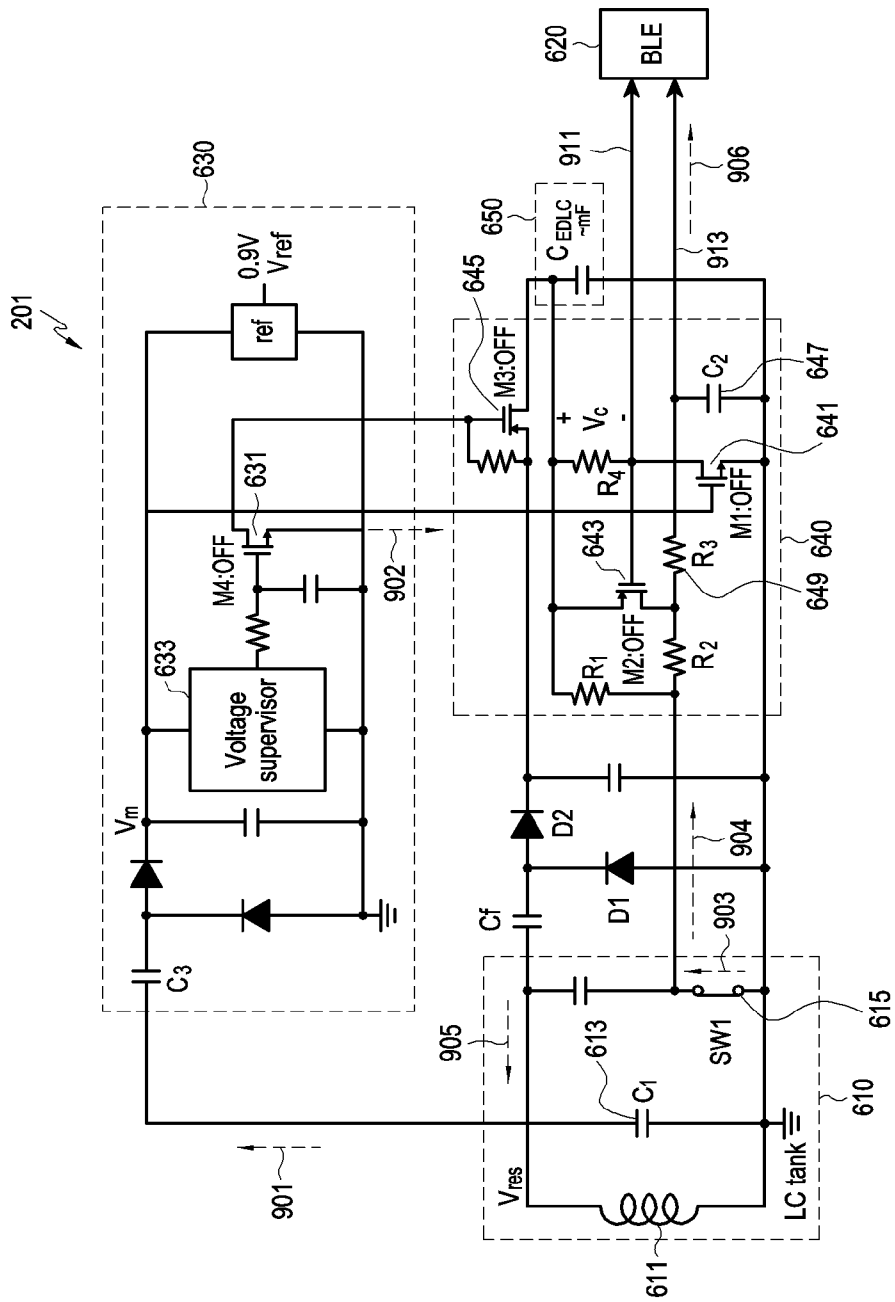 201
630
Vm
C3
633
Voltage
supervisor
M4:OFF
631
902
ref
0.9V
Vref
901
905
Vres
613
C1
611
LC tank
610
SW1
615
903
904
Cf
D1
D2
645
M3:OFF
650
CEDLC
~mF
+
Vc
-
R4
643
M2:OFF
R1
R2
R3
649
M1:OFF
641
C2
647
640
911
913
906
620
BLE